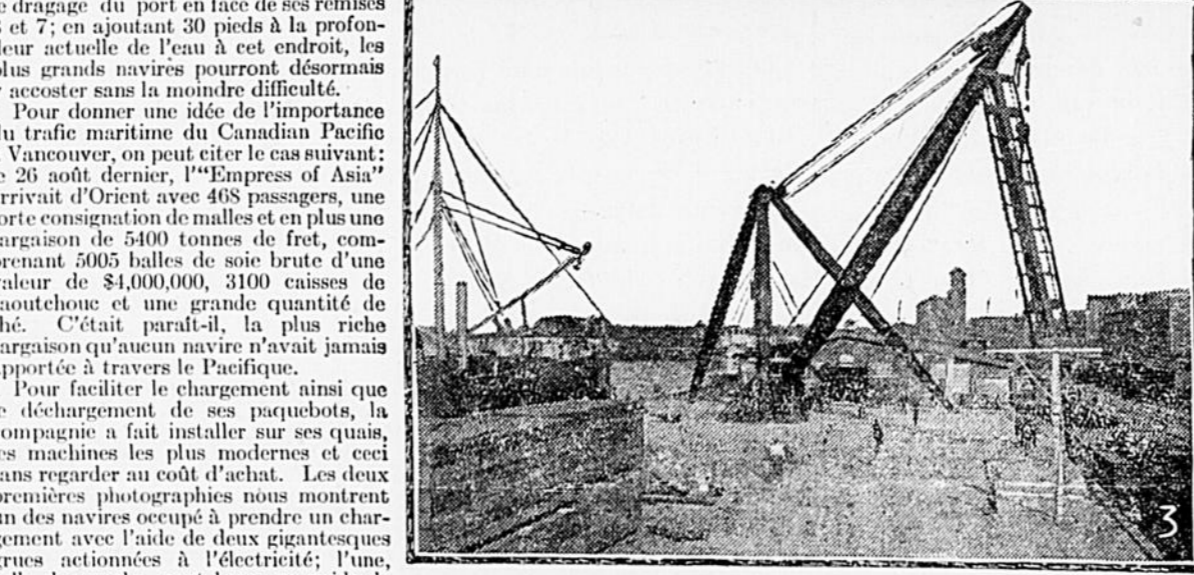 dragage du port en face de ses remises
et 7; en ajoutant 30 pieds à la profon-
deur actuelle de l'eau à cet endroit, les
plus grands navires pourront désormais
accoster sans la moindre difficulté.
Pour donner une idée de l'importance
du trafic maritime du Canadian Pacific
Vancouver, on peut citer le cas suivant:
26 août dernier, l'"Empress of Asia"
arrivait d'Orient avec 468 passagers, une
forte consignation de malles et en plus une
cargaison de 5400 tonnes de fret, com-
prenant 5005 balles de soie brute d'une
valeur de $4,000,000, 3100 caisses de
caoutchouc et une grande quantité de
thé. C'était paraît-il, la plus riche
cargaison qu'aucun navire n'avait jamais
apportée à travers le Pacifique.
Pour faciliter le chargement ainsi que
le déchargement de ses paquebots, la
compagnie a fait installer sur ses quais,
les machines les plus modernes et ceci
sans regarder au coût d'achat. Les deux
premières photographies nous montrent
un des navires occupé à prendre un char-
gement avec l'aide de deux gigantesques
grues actionnées à l'électricité; l'une,
3